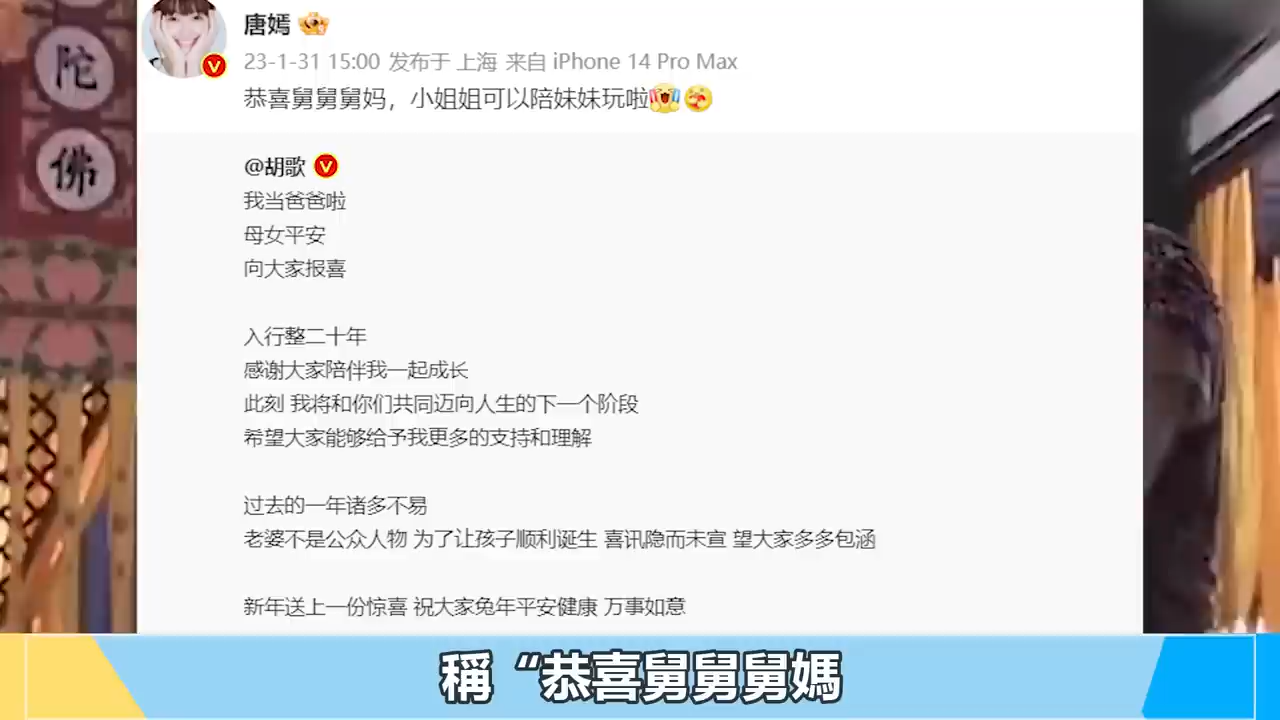 陀
佛
唐嫣
23-1-31 15:00 发布于 上海 来自 iPhone 14 Pro Max
恭喜舅舅舅妈，小姐姐可以陪妹妹玩啦
@胡歌
我当爸爸啦
母女平安
向大家报喜
入行整二十年
感谢大家陪伴我一起成长
此刻 我将和你们共同迈向人生的下一个阶段
希望大家能够给予我更多的支持和理解
过去的一年诸多不易
老婆不是公众人物 为了让孩子顺利诞生 喜讯隐而未宣 望大家多多包涵
新年送上一份惊喜 祝大家兔年平安健康 万事如意
稱“恭喜舅舅舅媽